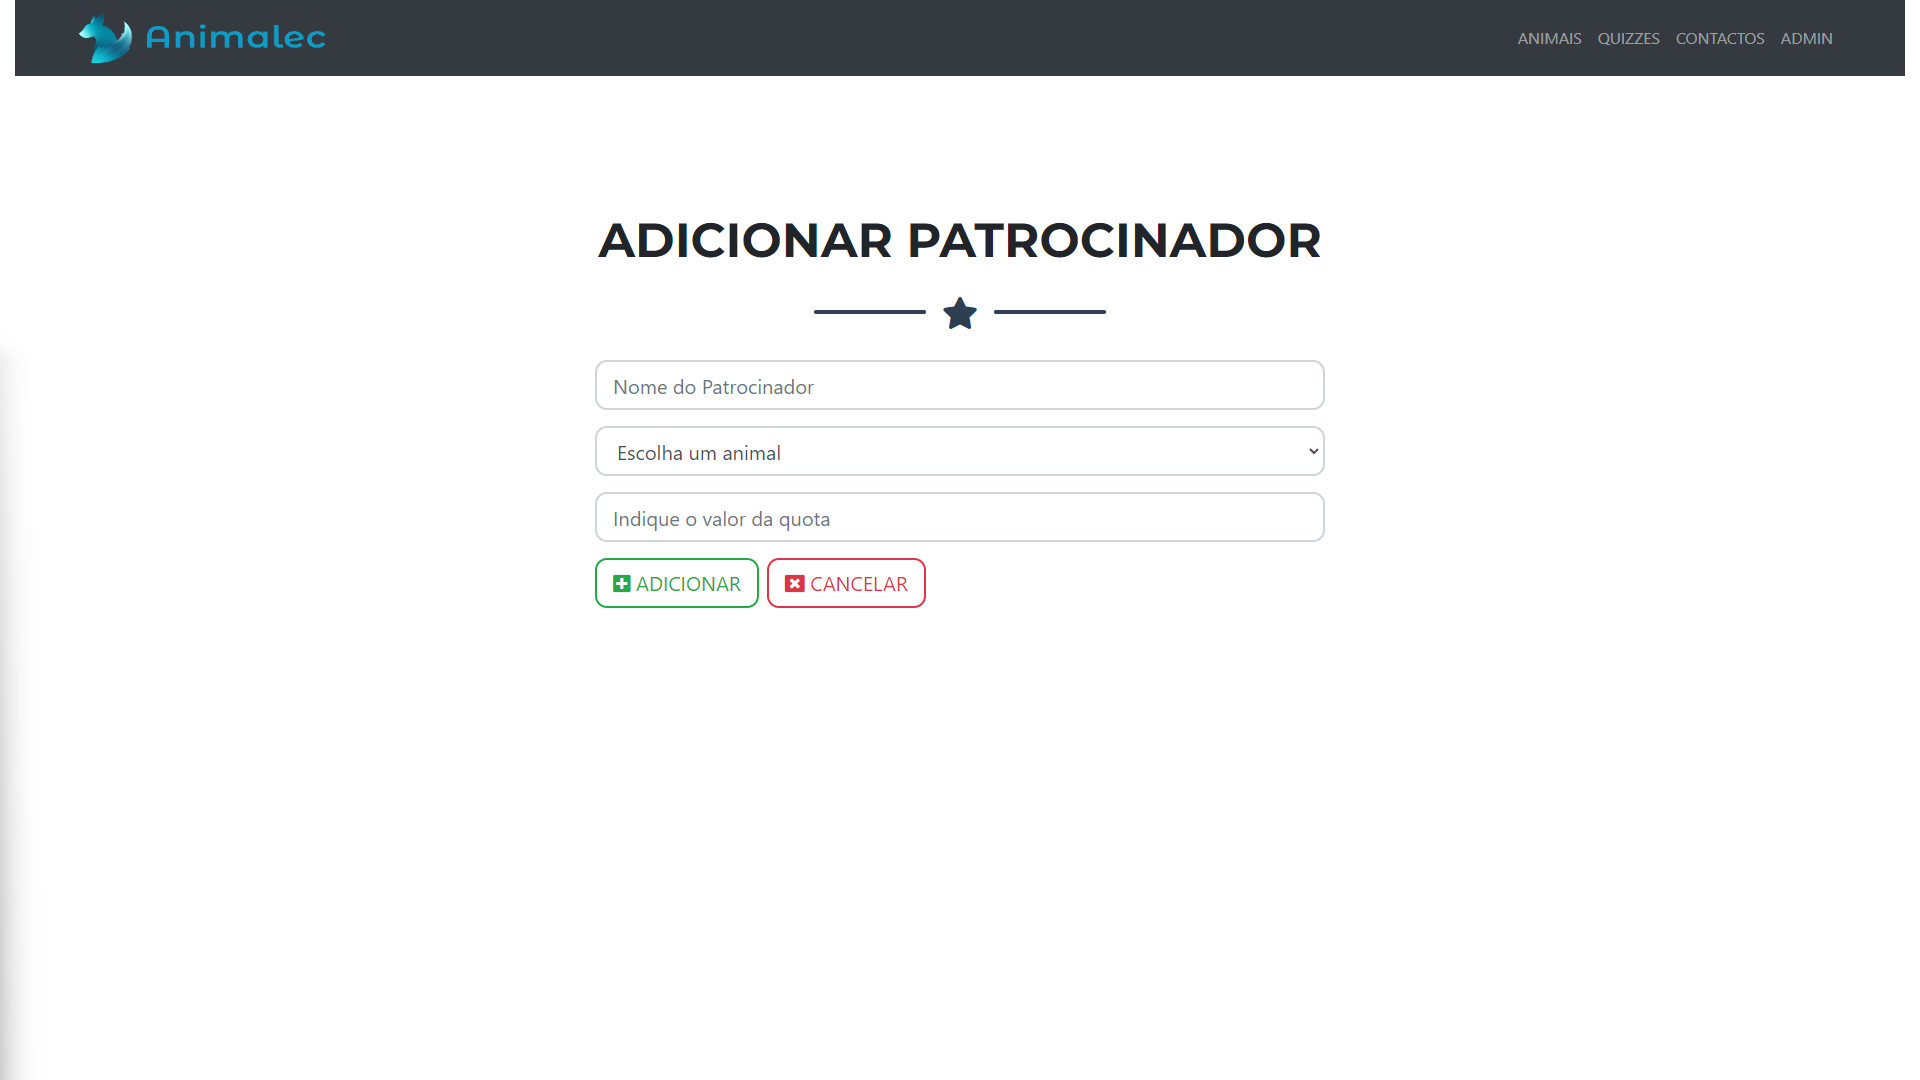 Animalec
ANIMAIS QUIZZES CONTACTOS ADMIN
ADICIONAR PATROCINADOR
Nome do Patrocinador
Escolha um animal
Indique o valor da quota
ADICIONAR CANCELAR